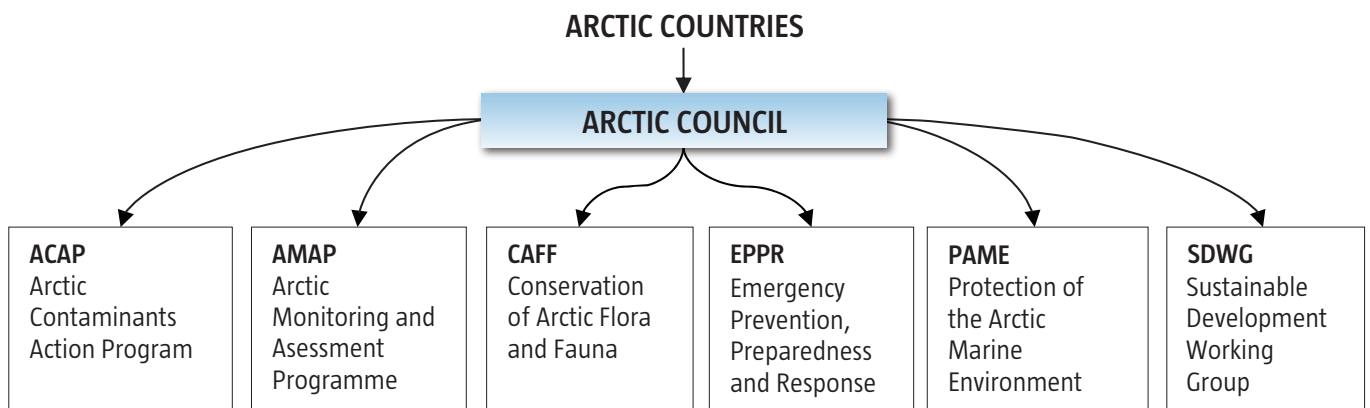 ARCTIC COUNTRIES
ARCTIC COUNCIL
ACAP
Arctic
Contaminants
Action Program
AMAP
Arctic
Monitoring and
Asessment
Programme
CAFF
Conservation
of Arctic Flora
and Fauna
EPPR
Emergency
Prevention,
Preparedness
and Response
PAME
Protection of
the Arctic
Marine
Environment
SDWG
Sustainable
Development
Working
Group